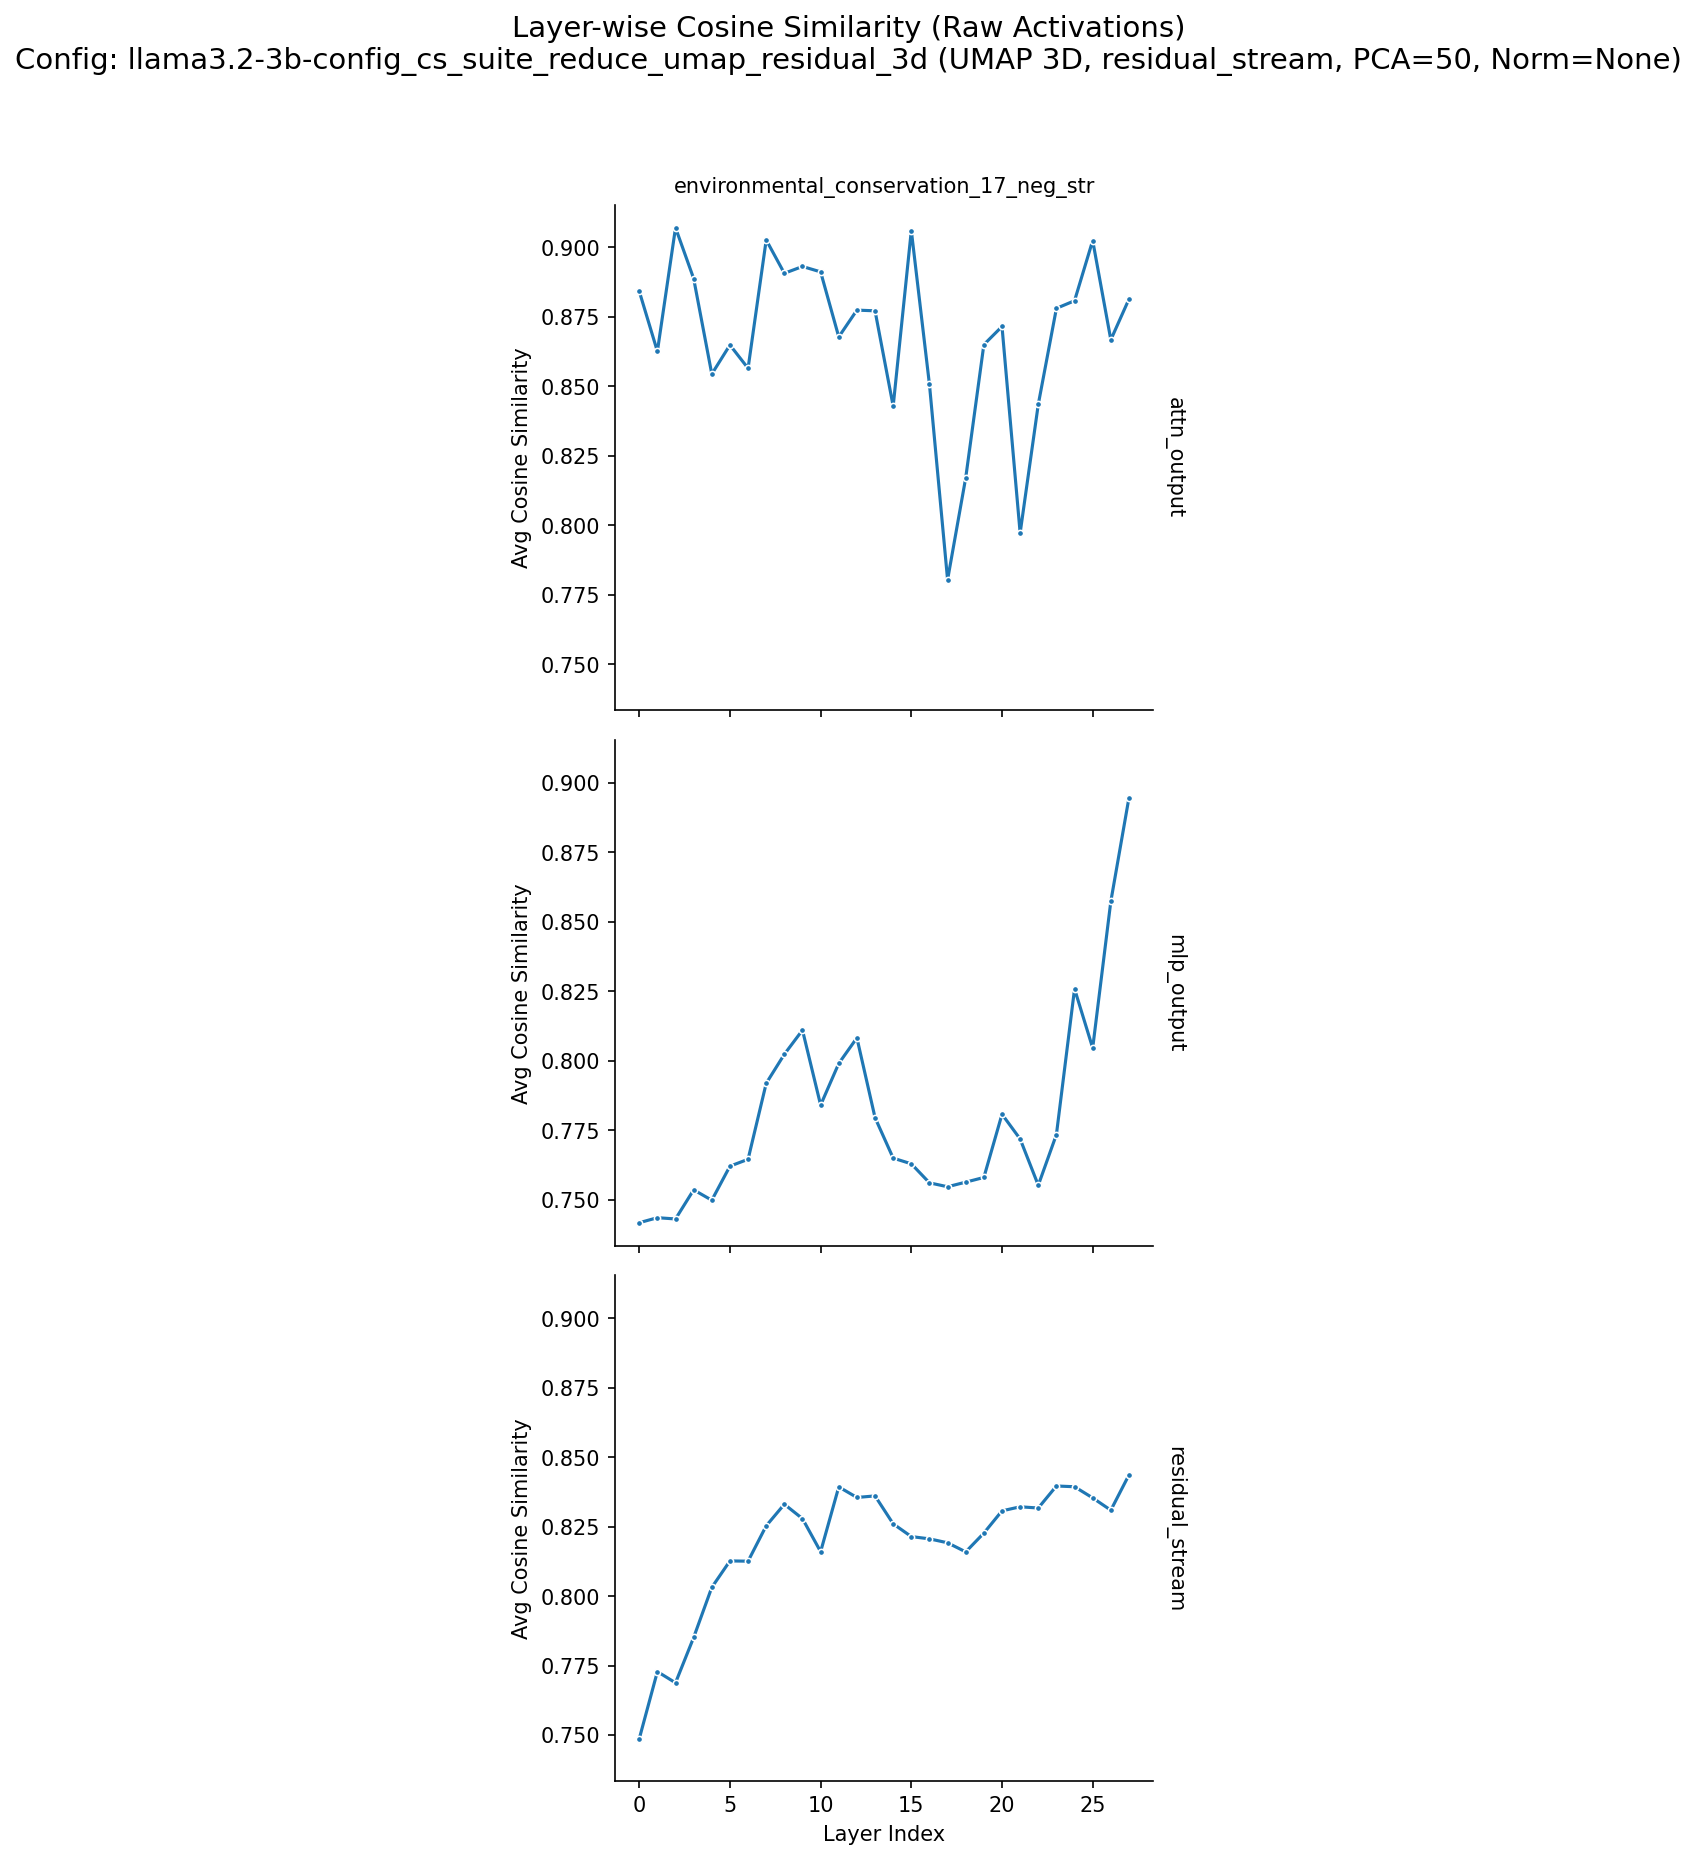 Layer-wise Cosine Similarity (Raw Activations)
Config: llama3.2-3b-config_cs_suite_reduce_umap_residual_3d (UMAP 3D, residual_stream, PCA=50, Norm=None)
environmental_conservation_17_neg_str
0.900
0.875
0.850
0.825
0.800
0.775
0.750
Avg Cosine Similarity
attn_output
0.900
0.875
0.850
0.825
0.800
0.775
0.750
Avg Cosine Similarity
mlp_output
0.900
0.875
0.850
0.825
0.800
0.775
0.750
Avg Cosine Similarity
residual_stream
0 5 10 15 20 25
Layer Index